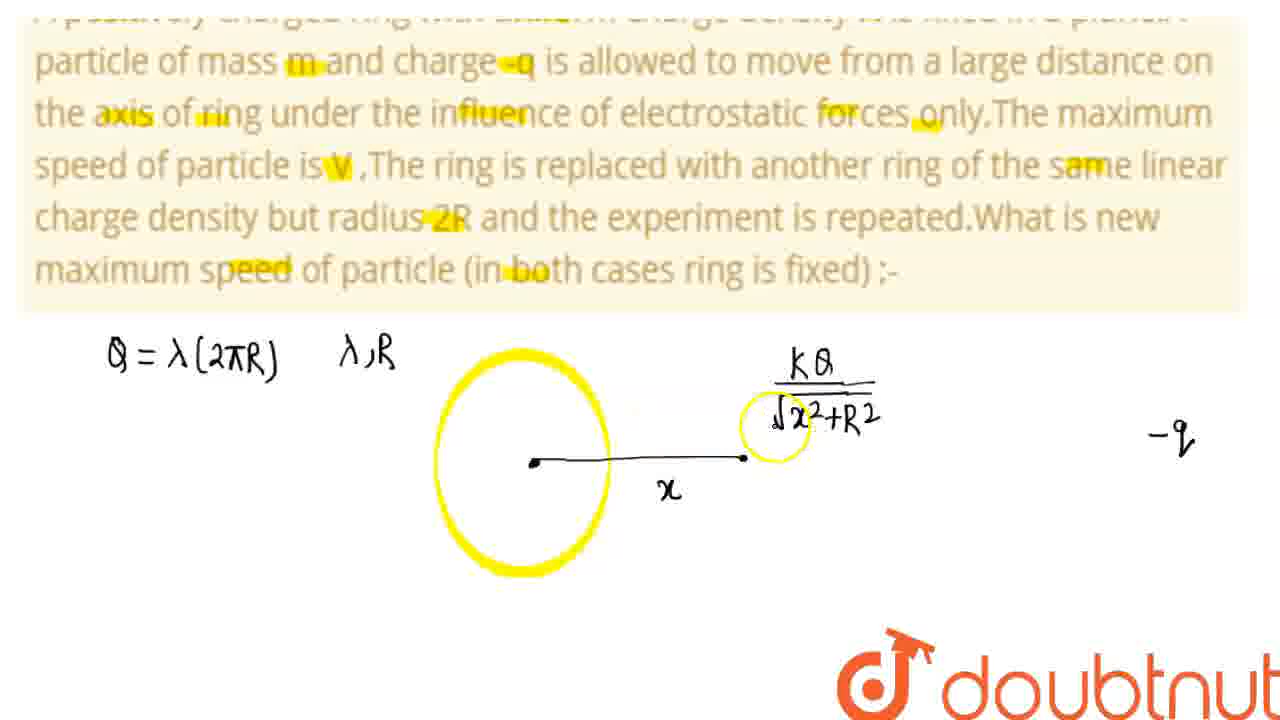 particle of mass m and charge -q is allowed to move from a large distance on
the axis of ring under the influence of electrostatic forces only.The maximum
speed of particle is V .The ring is replaced with another ring of the same linear
charge density but radius 2R and the experiment is repeated.What is new
maximum speed of particle (in both cases ring is fixed) :-
Q = λ(2πR) λ,R
KQ
√x²+R²
-q
x
doubtnut